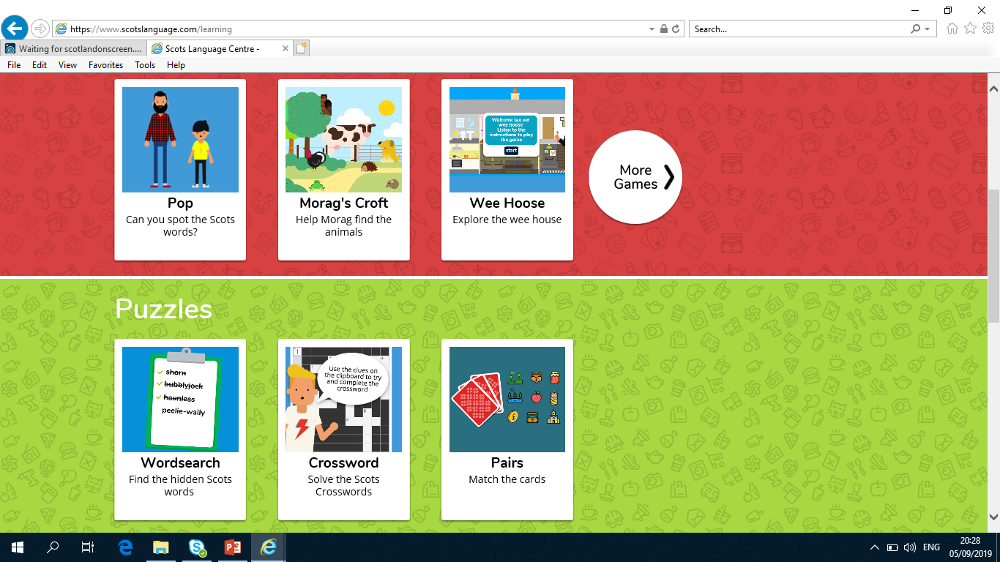 https://www.scotslanguage.com/learning
Search...
Waiting for scotlandonscreen....
Scots Language Centre -
File Edit View Favorites Tools Help
Welcome tae yer
wee hoose
Listen to the
instructions to play
the game
start
Pop
Can you spot the Scots
words?
Morag's Croft
Help Morag find the
animals
Wee Hoose
Explore the wee house
More
Games
Puzzles
shorn
bubblyjock
haunless
peelie-wally
Wordsearch
Find the hidden Scots
words
Use the clues on
the clipboard to try
and complete the
crossword
Crossword
Solve the Scots
Crosswords
Pairs
Match the cards
ENG
20:28
05/09/2019